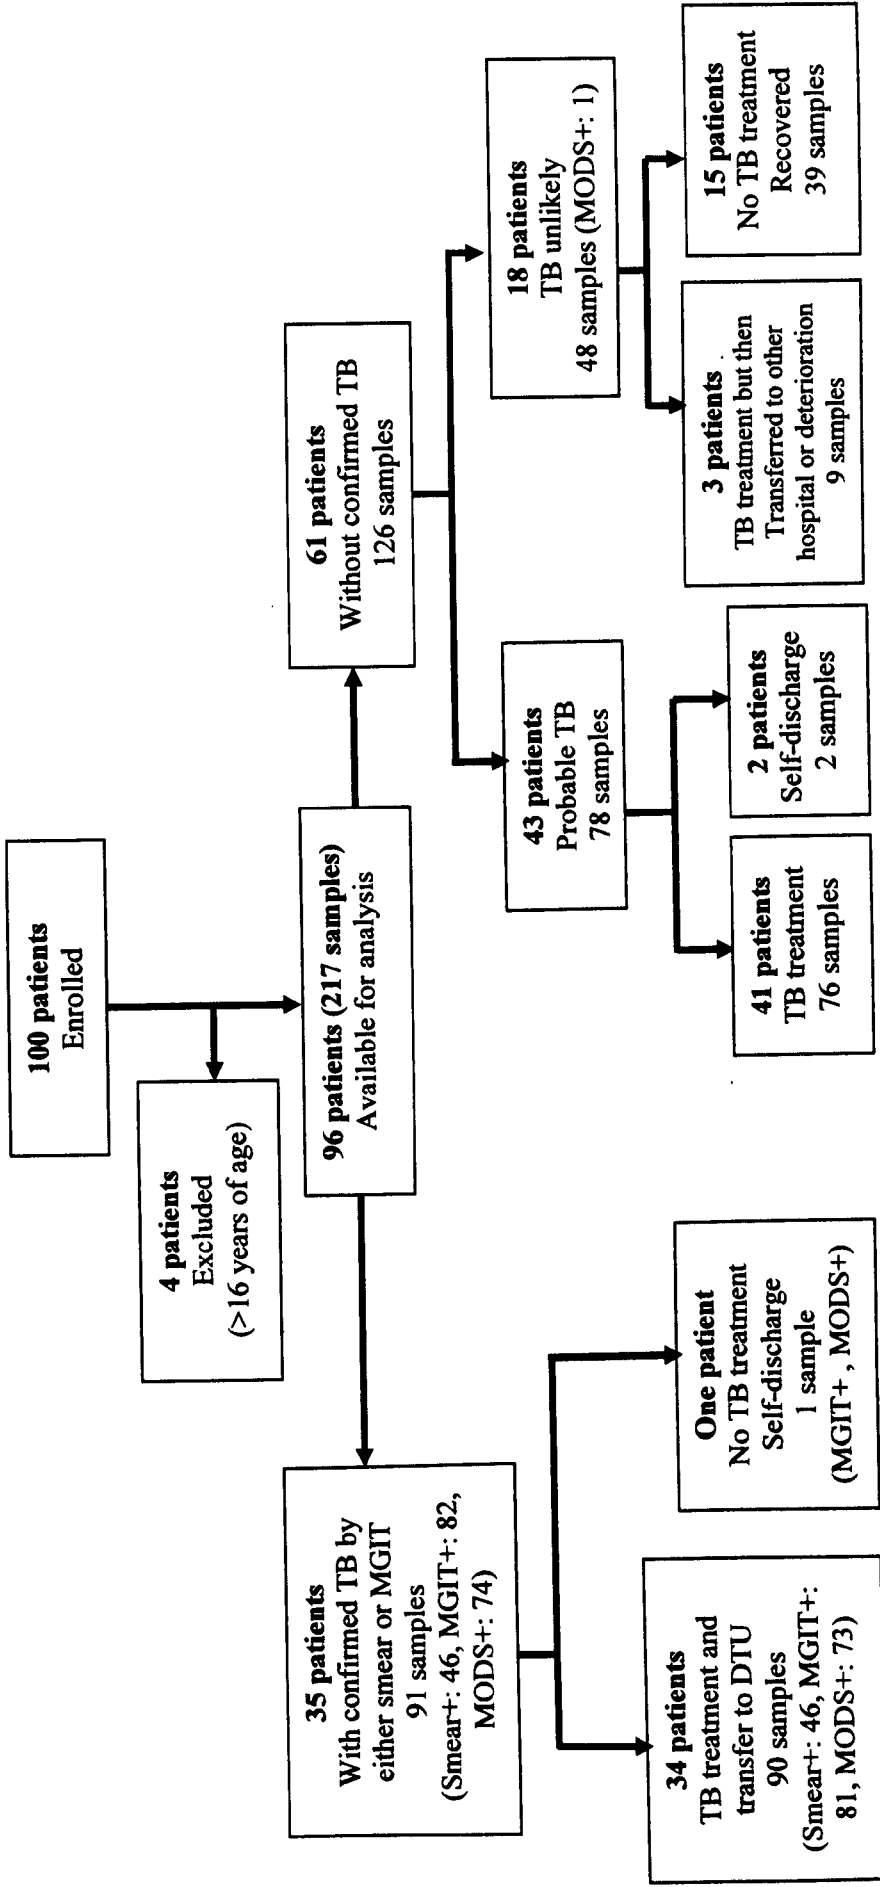 100 patients
Enrolled
4 patients
Excluded
(>16 years of age)
96 patients (217 samples)
Available for analysis
35 patients
With confirmed TB by
either smear or MGIT
91 samples
(Smear+: 46, MGIT+: 82,
MODS+: 74)
61 patients
Without confirmed TB
126 samples
34 patients
TB treatment and
transfer to DTU
90 samples
(Smear+: 46, MGIT+:
81, MODS+: 73)
One patient
No TB treatment
Self-discharge
1 sample
(MGIT+ , MODS+)
43 patients
Probable TB
78 samples
18 patients
TB unlikely
48 samples (MODS+: 1)
41 patients
TB treatment
76 samples
2 patients
Self-discharge
2 samples
3 patients
TB treatment but then
Transferred to other
hospital or deterioration
9 samples
15 patients
No TB treatment
Recovered
39 samples